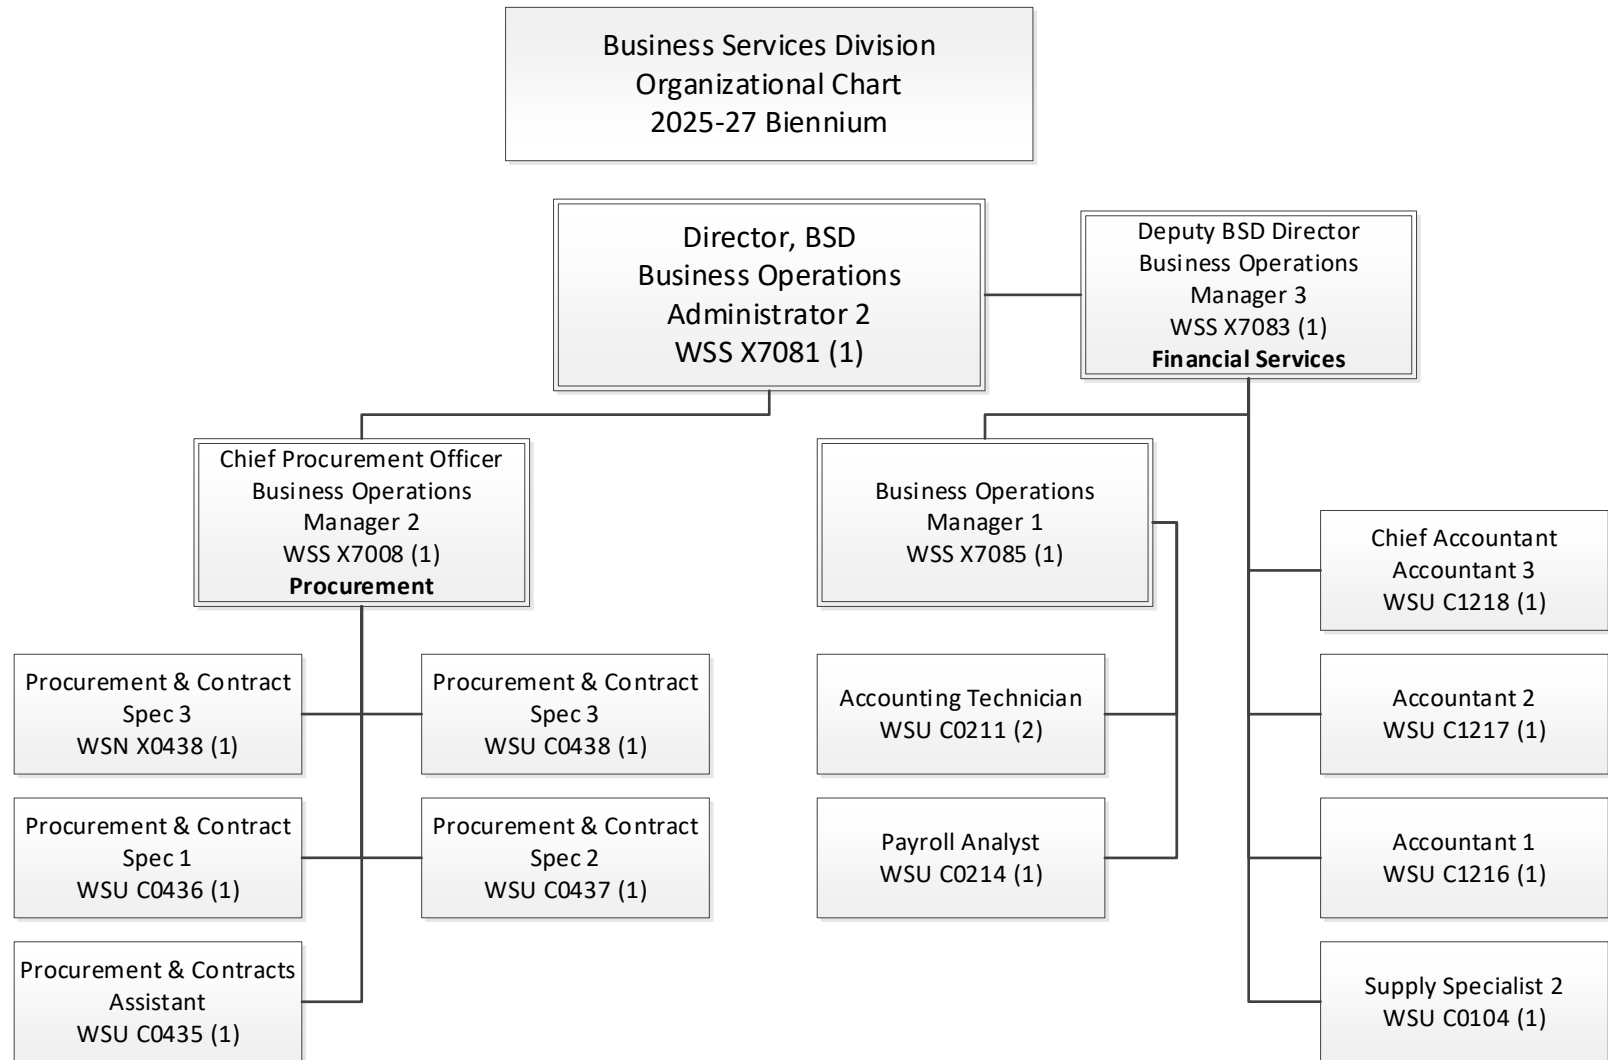 Business Services Division
Organizational Chart
2025-27 Biennium
Director, BSD
Business Operations
Administrator 2
WSS X7081 (1)
Deputy BSD Director
Business Operations
Manager 3
WSS X7083 (1)
Financial Services
Chief Procurement Officer
Business Operations
Manager 2
WSS X7008 (1)
Procurement
Business Operations
Manager 1
WSS X7085 (1)
Chief Accountant
Accountant 3
WSU C1218 (1)
Procurement & Contract
Spec 3
WSN X0438 (1)
Procurement & Contract
Spec 3
WSU C0438 (1)
Accounting Technician
WSU C0211 (2)
Accountant 2
WSU C1217 (1)
Procurement & Contract
Spec 1
WSU C0436 (1)
Procurement & Contract
Spec 2
WSU C0437 (1)
Payroll Analyst
WSU C0214 (1)
Accountant 1
WSU C1216 (1)
Procurement & Contracts
Assistant
WSU C0435 (1)
Supply Specialist 2
WSU C0104 (1)